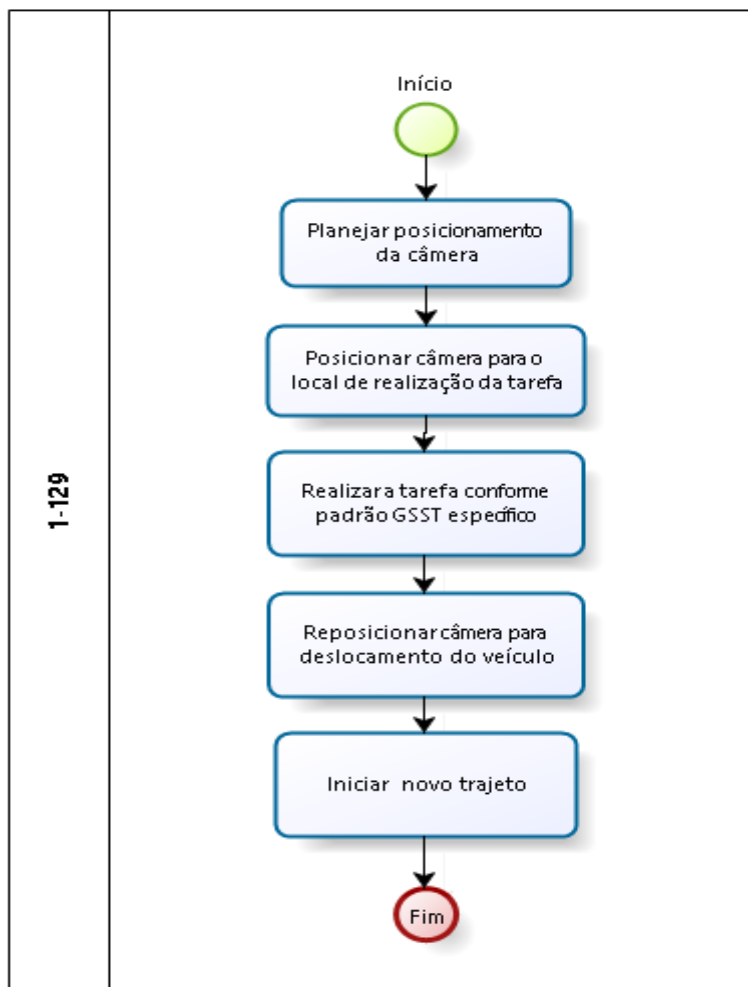 Início
Planejar posicionamento
da câmera
Posicionar câmera para o
local de realização da tarefa
1-129
Realizar a tarefa conforme
padrão GSST específico
Reposicionar câmera para
deslocamento do veículo
Iniciar novo trajeto
Fim